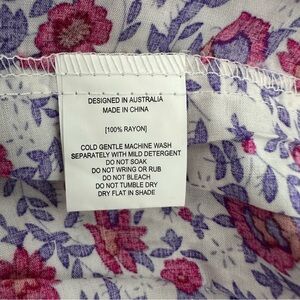 DESIGNED IN AUSTRALIA
MADE IN CHINA
[100% RAYON]
COLD GENTLE MACHINE WASH
SEPARATELY WITH MILD DETERGENT
DO NOT SOAK
DO NOT WRING OR RUB
DO NOT BLEACH
DO NOT TUMBLE DRY
DRY FLAT IN SHADE